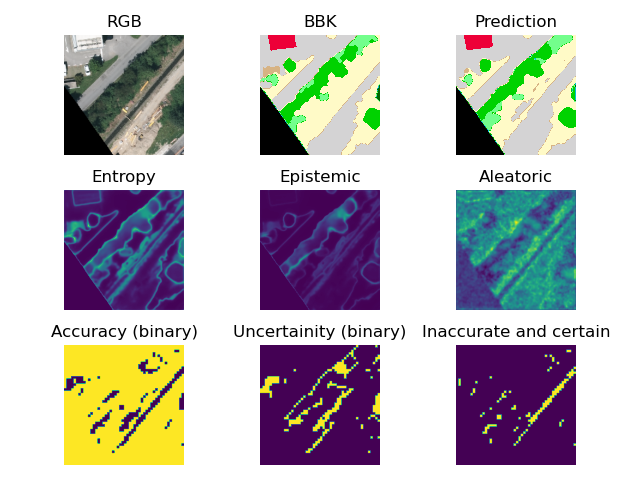 RGB
BBK
Prediction
Entropy
Epistemic
Aleatoric
Accuracy (binary)
Uncertainity (binary)
Inaccurate and certain